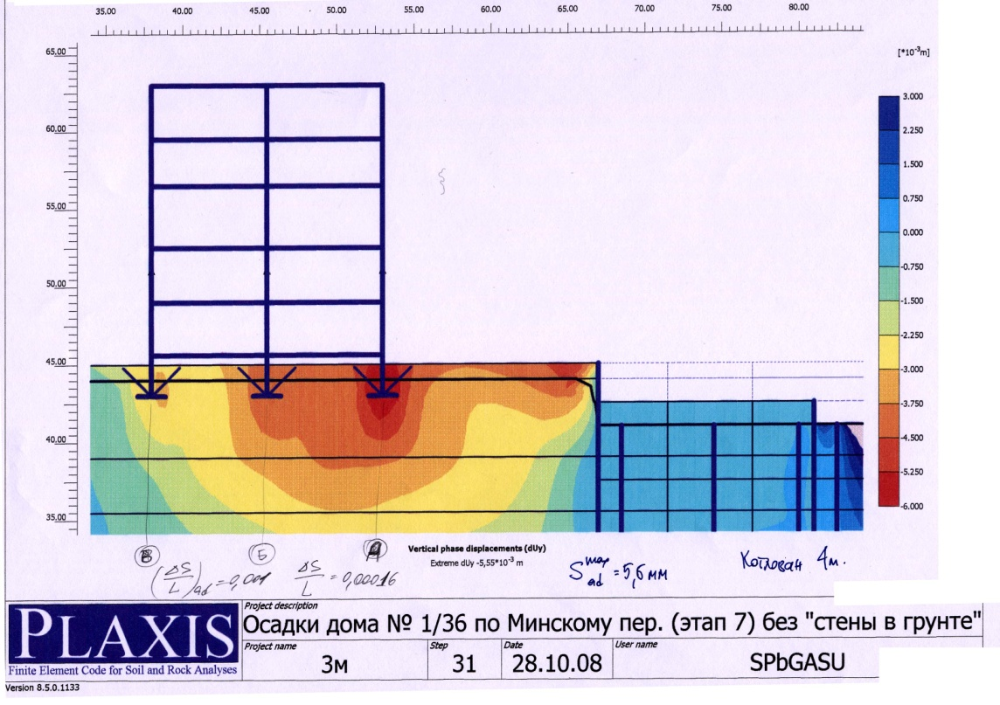 35.00 40.00 45.00 50.00 55.00 60.00 65.00 70.00 75.00 80.00
65.00
60.00
55.00
50.00
45.00
40.00
35.00
[*10⁻³m]
3.000
2.250
1.500
0.750
0.000
-0.750
-1.500
-2.250
-3.000
-3.750
-4.500
-5.250
-6.000
В Б А
Vertical phase displacements (dUy)
Extreme dUy -5,55*10⁻³ m
(ΔS/L)ad =0,001 ΔS/L = 0,00016
S max ad =5,6 мм
Котлован 4м.
PLAXIS
Finite Element Code for Soil and Rock Analyses
Version 8.5.0.1133
Project description
Осадки дома № 1/36 по Минскому пер. (этап 7) без "стены в грунте"
Project name
3м
Step
31
Date
28.10.08
User name
SPbGASU